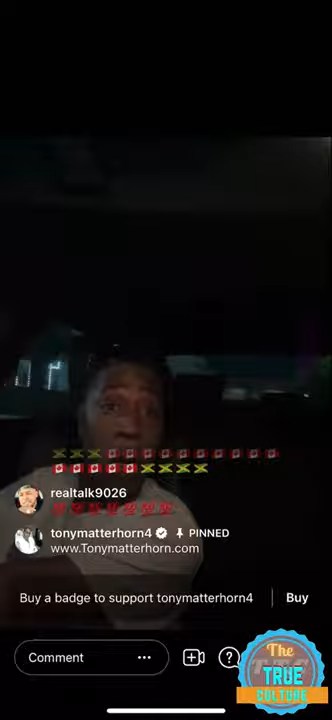 realtalk9026
tonymatterhorn4 PINNED
www.Tonymatterhorn.com
Buy a badge to support tonymatterhorn4
Buy
Comment
The
TRUE
CULTURE